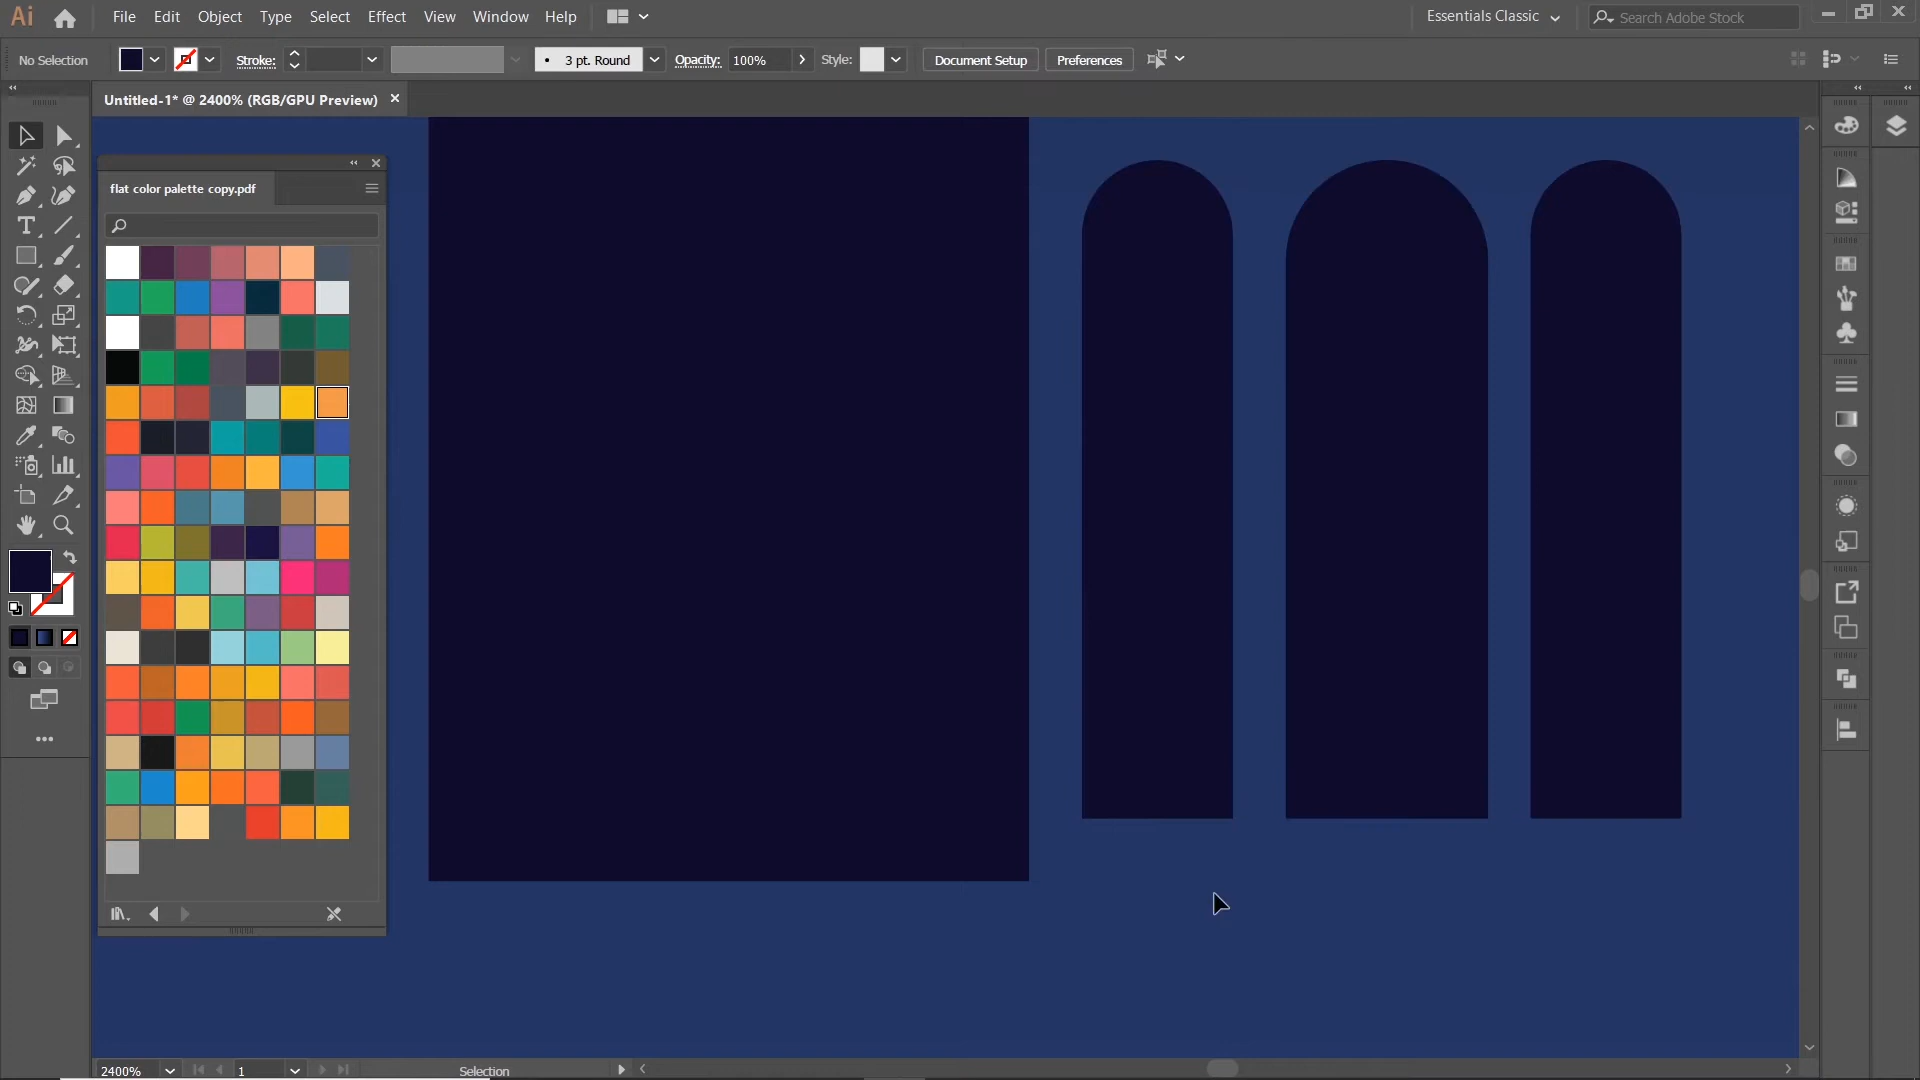 Ai File Edit Object Type Select Effect View Window Help Essentials Classic Search Adobe Stock
No Selection Stroke: 3 pt. Round Opacity: 100% Style: Document Setup Preferences
Untitled-1* @ 2400% (RGB/GPU Preview)
flat color palette copy.pdf
2400% 1 Selection